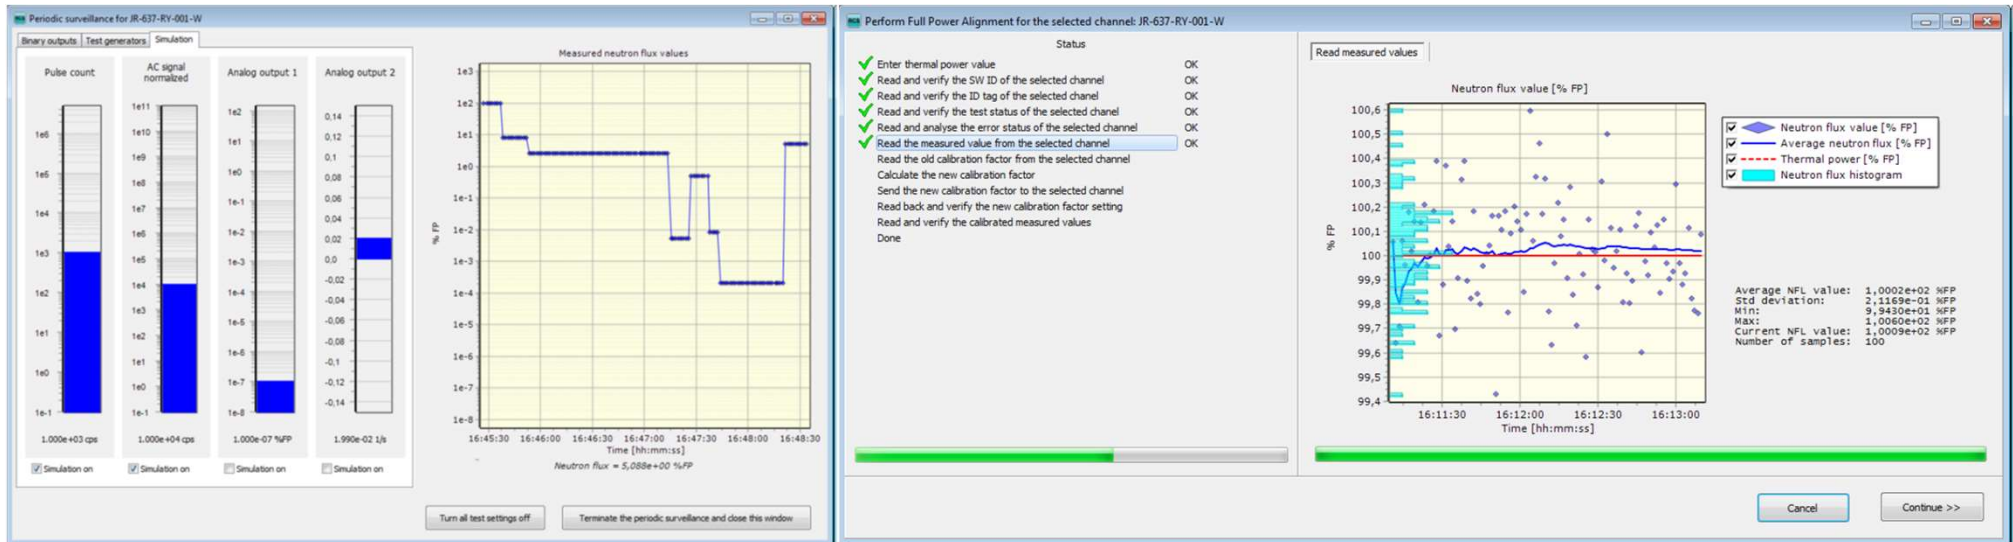 Periodic surveillance for JR-637-RY-001-W
Binary outputs Test generators Simulation
Pulse count
1e6
1e5
1e4
1e3
1e2
1e1
1e0
1e-1
1.000e+03 cps
Simulation on
AC signal
normalized
1e11
1e10
1e9
1e8
1e7
1e6
1e5
1e4
1e3
1e2
1e1
1e0
1e-1
1.000e+04 cps
Simulation on
Analog output 1
1e2
1e1
1e0
1e-1
1e-2
1e-3
1e-4
1e-5
1e-6
1e-7
1e-8
1.000e-07 %FP
Simulation on
Analog output 2
0,14
0,12
0,1
0,08
0,06
0,04
0,02
0,0
-0,02
-0,04
-0,06
-0,08
-0,1
-0,12
-0,14
1.990e-02 1/s
Simulation on
Measured neutron flux values
% FP
1e3
1e2
1e1
1e0
1e-1
1e-2
1e-3
1e-4
1e-5
1e-6
1e-7
1e-8
16:45:30 16:46:00 16:46:30 16:47:00 16:47:30 16:48:00 16:48:30
Time [hh:mm:ss]
Neutron flux = 5,088e+00 %FP
Turn all test settings off
Terminate the periodic surveillance and close this window
Perform Full Power Alignment for the selected channel: JR-637-RY-001-W
Status
Enter thermal power value OK
Read and verify the SW ID of the selected channel OK
Read and verify the ID tag of the selected chanel OK
Read and verify the test status of the selected chanel OK
Read and analyse the error status of the selected channel OK
Read the measured value from the selected channel OK
Read the old calibration factor from the selected channel
Calculate the new calibration factor
Send the new calibration factor to the selected channel
Read back and verify the new calibration factor setting
Read and verify the calibrated measured values
Done
Read measured values
Neutron flux value [% FP]
% FP
100,6
100,5
100,4
100,3
100,2
100,1
100
99,9
99,8
99,7
99,6
99,5
99,4
16:11:30 16:12:00 16:12:30 16:13:00
Time [hh:mm:ss]
Neutron flux value [% FP]
Average neutron flux [% FP]
Thermal power [% FP]
Neutron flux histogram
Average NFL value: 1,0002e+02 %FP
Std deviation: 2,1169e-01 %FP
Min: 9,9430e+01 %FP
Max: 1,0060e+02 %FP
Current NFL value: 1,0009e+02 %FP
Number of samples: 100
Cancel
Continue >>